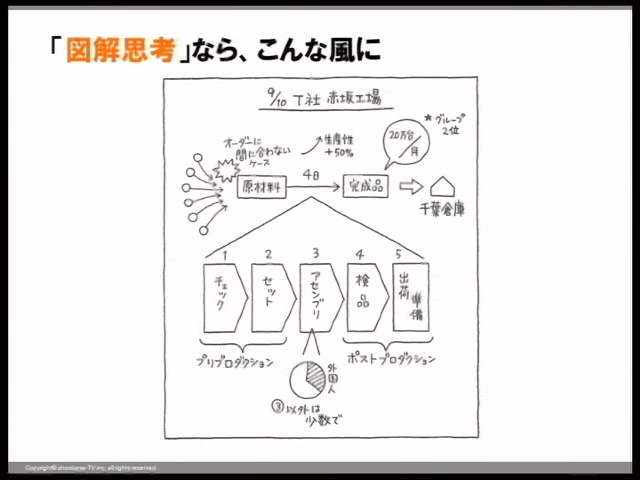 「図解思考」なら、こんな風に
9/10 T社 赤坂工場
オーダーに
間に合わない
ケース
生産性
+50%
20万台/月
★グループ
2位
原材料
4日
完成品
千葉倉庫
1 2 3 4 5
チェック
セット
アセンブリ
検品
出荷準備
プリプロダクション
ポストプロダクション
外国人
③以外は
少数で
Copyright© showcase-TV Inc. all rights reserved.